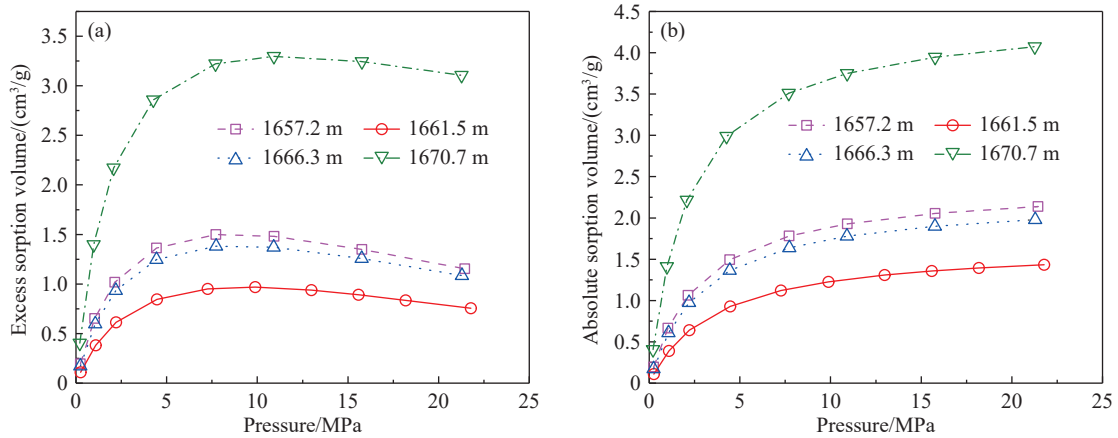 (a)
Excess sorption volume/(cm³/g)
3.5
3.0
2.5
2.0
1.5
1.0
0.5
0
1657.2 m 1661.5 m
1666.3 m 1670.7 m
0 5 10 15 20 25
Pressure/MPa
(b)
Absolute sorption volume/(cm³/g)
4.5
4.0
3.5
3.0
2.5
2.0
1.5
1.0
0.5
0
1657.2 m 1661.5 m
1666.3 m 1670.7 m
0 5 10 15 20 25
Pressure/MPa